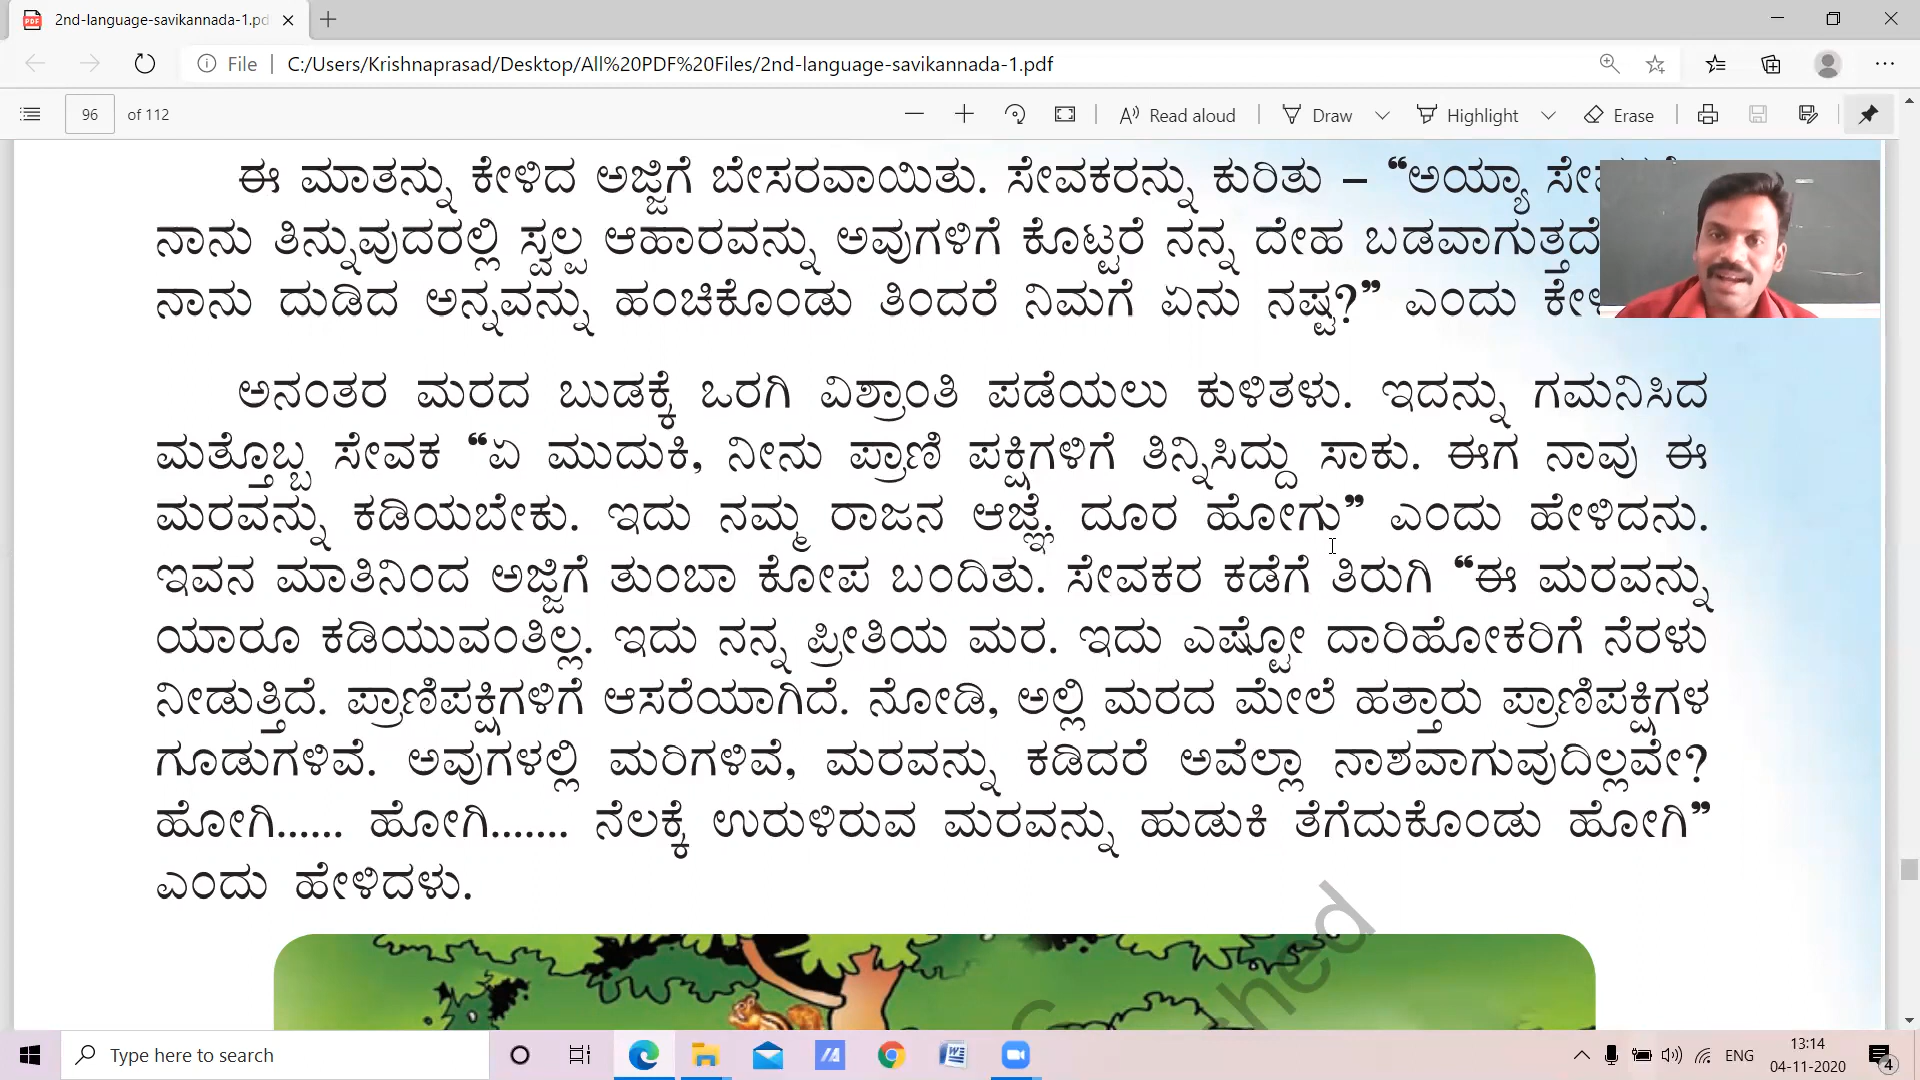 2nd-language-savikannada-1.pd
File
C:/Users/Krishnaprasad/Desktop/All%20PDF%20Files/2nd-language-savikannada-1.pdf
96 of 112
Read aloud
Draw
Highlight
Erase
ಈ ಮಾತನ್ನು ಕೇಳಿದ ಅಜ್ಜಿಗೆ ಬೇಸರವಾಯಿತು. ಸೇವಕರನ್ನು ಕುರಿತು – “ಅಯ್ಯಾ
ನಾನು ತಿನ್ನುವುದರಲ್ಲಿ ಸ್ವಲ್ಪ ಆಹಾರವನ್ನು ಅವುಗಳಿಗೆ ಕೊಟ್ಟರೆ ನನ್ನ ದೇಹ ಬಡವಾಗುತ್ತದೆ
ನಾನು ದುಡಿದ ಅನ್ನವನ್ನು ಹಂಚಿಕೊಂಡು ತಿಂದರೆ ನಿಮಗೆ ಏನು ನಷ್ಟ?” ಎಂದು
ಅನಂತರ ಮರದ ಬುಡಕ್ಕೆ ಒರಗಿ ವಿಶ್ರಾಂತಿ ಪಡೆಯಲು ಕುಳಿತಳು. ಇದನ್ನು ಗಮನಿಸಿದ
ಮತ್ತೊಬ್ಬ ಸೇವಕ “ಏ ಮುದುಕಿ, ನೀನು ಪ್ರಾಣಿ ಪಕ್ಷಿಗಳಿಗೆ ತಿನ್ನಿಸಿದ್ದು ಸಾಕು. ಈಗ ನಾವು ಈ
ಮರವನ್ನು ಕಡಿಯಬೇಕು. ಇದು ನಮ್ಮ ರಾಜನ ಆಜ್ಞೆ. ದೂರ ಹೋಗು” ಎಂದು ಹೇಳಿದನು.
ಇವನ ಮಾತಿನಿಂದ ಅಜ್ಜಿಗೆ ತುಂಬಾ ಕೋಪ ಬಂದಿತು. ಸೇವಕರ ಕಡೆಗೆ ತಿರುಗಿ “ಈ ಮರವನ್ನು
ಯಾರೂ ಕಡಿಯುವಂತಿಲ್ಲ. ಇದು ನನ್ನ ಪ್ರೀತಿಯ ಮರ. ಇದು ಎಷ್ಟೋ ದಾರಿಹೋಕರಿಗೆ ನೆರಳು
ನೀಡುತ್ತಿದೆ. ಪ್ರಾಣಿಪಕ್ಷಿಗಳಿಗೆ ಆಸರೆಯಾಗಿದೆ. ನೋಡಿ, ಅಲ್ಲಿ ಮರದ ಮೇಲೆ ಹತ್ತಾರು ಪ್ರಾಣಿಪಕ್ಷಿಗಳ
ಗೂಡುಗಳಿವೆ. ಅವುಗಳಲ್ಲಿ ಮರಿಗಳಿವೆ, ಮರವನ್ನು ಕಡಿದರೆ ಅವೆಲ್ಲಾ ನಾಶವಾಗುವುದಿಲ್ಲವೇ?
ಹೋಗಿ...... ಹೋಗಿ....... ನೆಲಕ್ಕೆ ಉರುಳಿರುವ ಮರವನ್ನು ಹುಡುಕಿ ತೆಗೆದುಕೊಂಡು ಹೋಗಿ”
ಎಂದು ಹೇಳಿದಳು.
Type here to search
ENG
13:14
04-11-2020
4